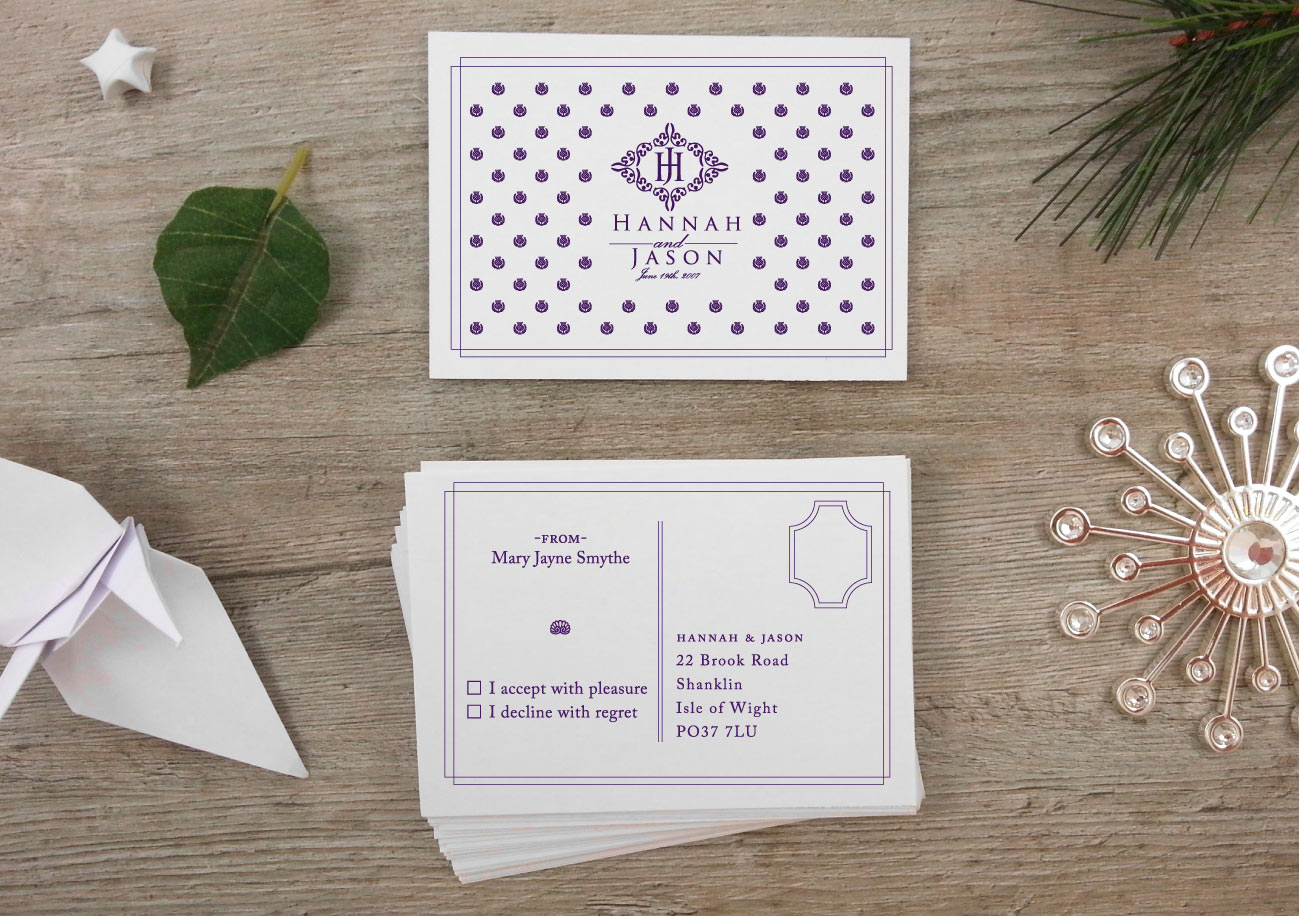 HJ
HANNAH
and
JASON
June 19th, 2007
-FROM-
Mary Jayne Smythe
I accept with pleasure
I decline with regret
HANNAH & JASON
22 Brook Road
Shanklin
Isle of Wight
PO37 7LU